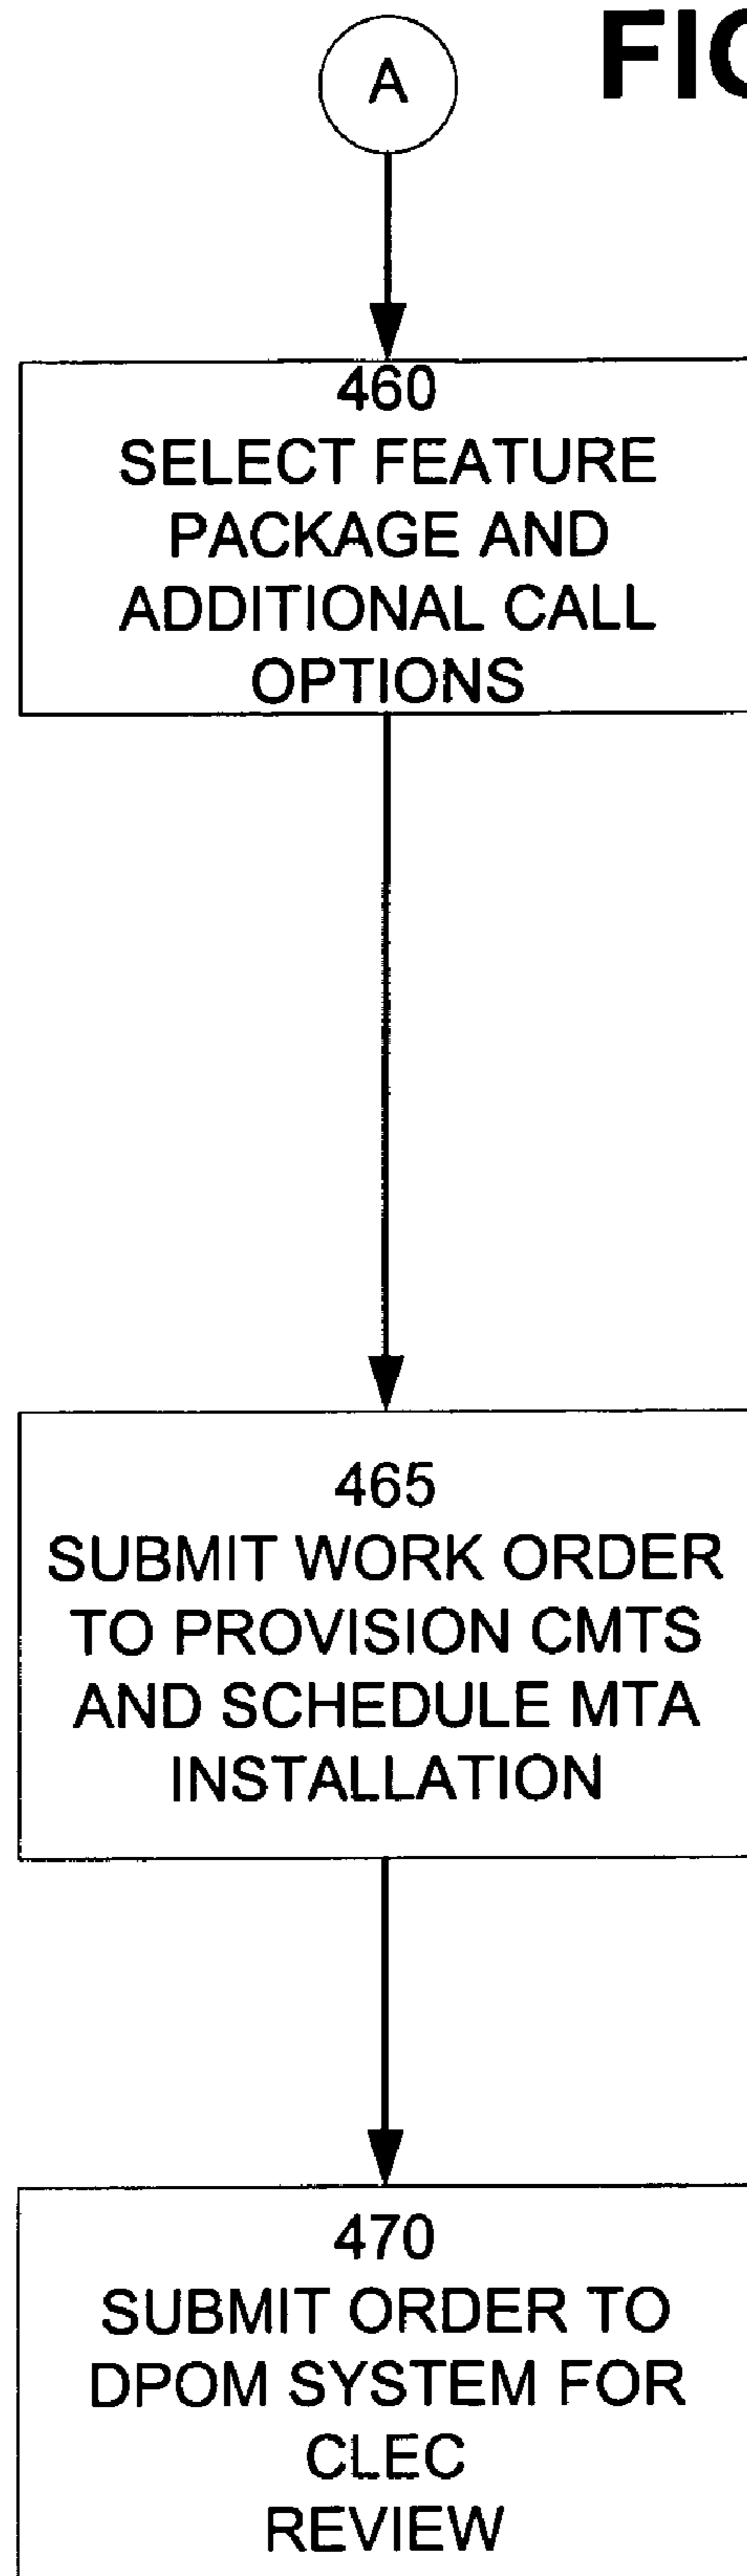 A
460
SELECT FEATURE
PACKAGE AND
ADDITIONAL CALL
OPTIONS
465
SUBMIT WORK ORDER
TO PROVISION CMTS
AND SCHEDULE MTA
INSTALLATION
470
SUBMIT ORDER TO
DPOM SYSTEM FOR
CLEC
REVIEW